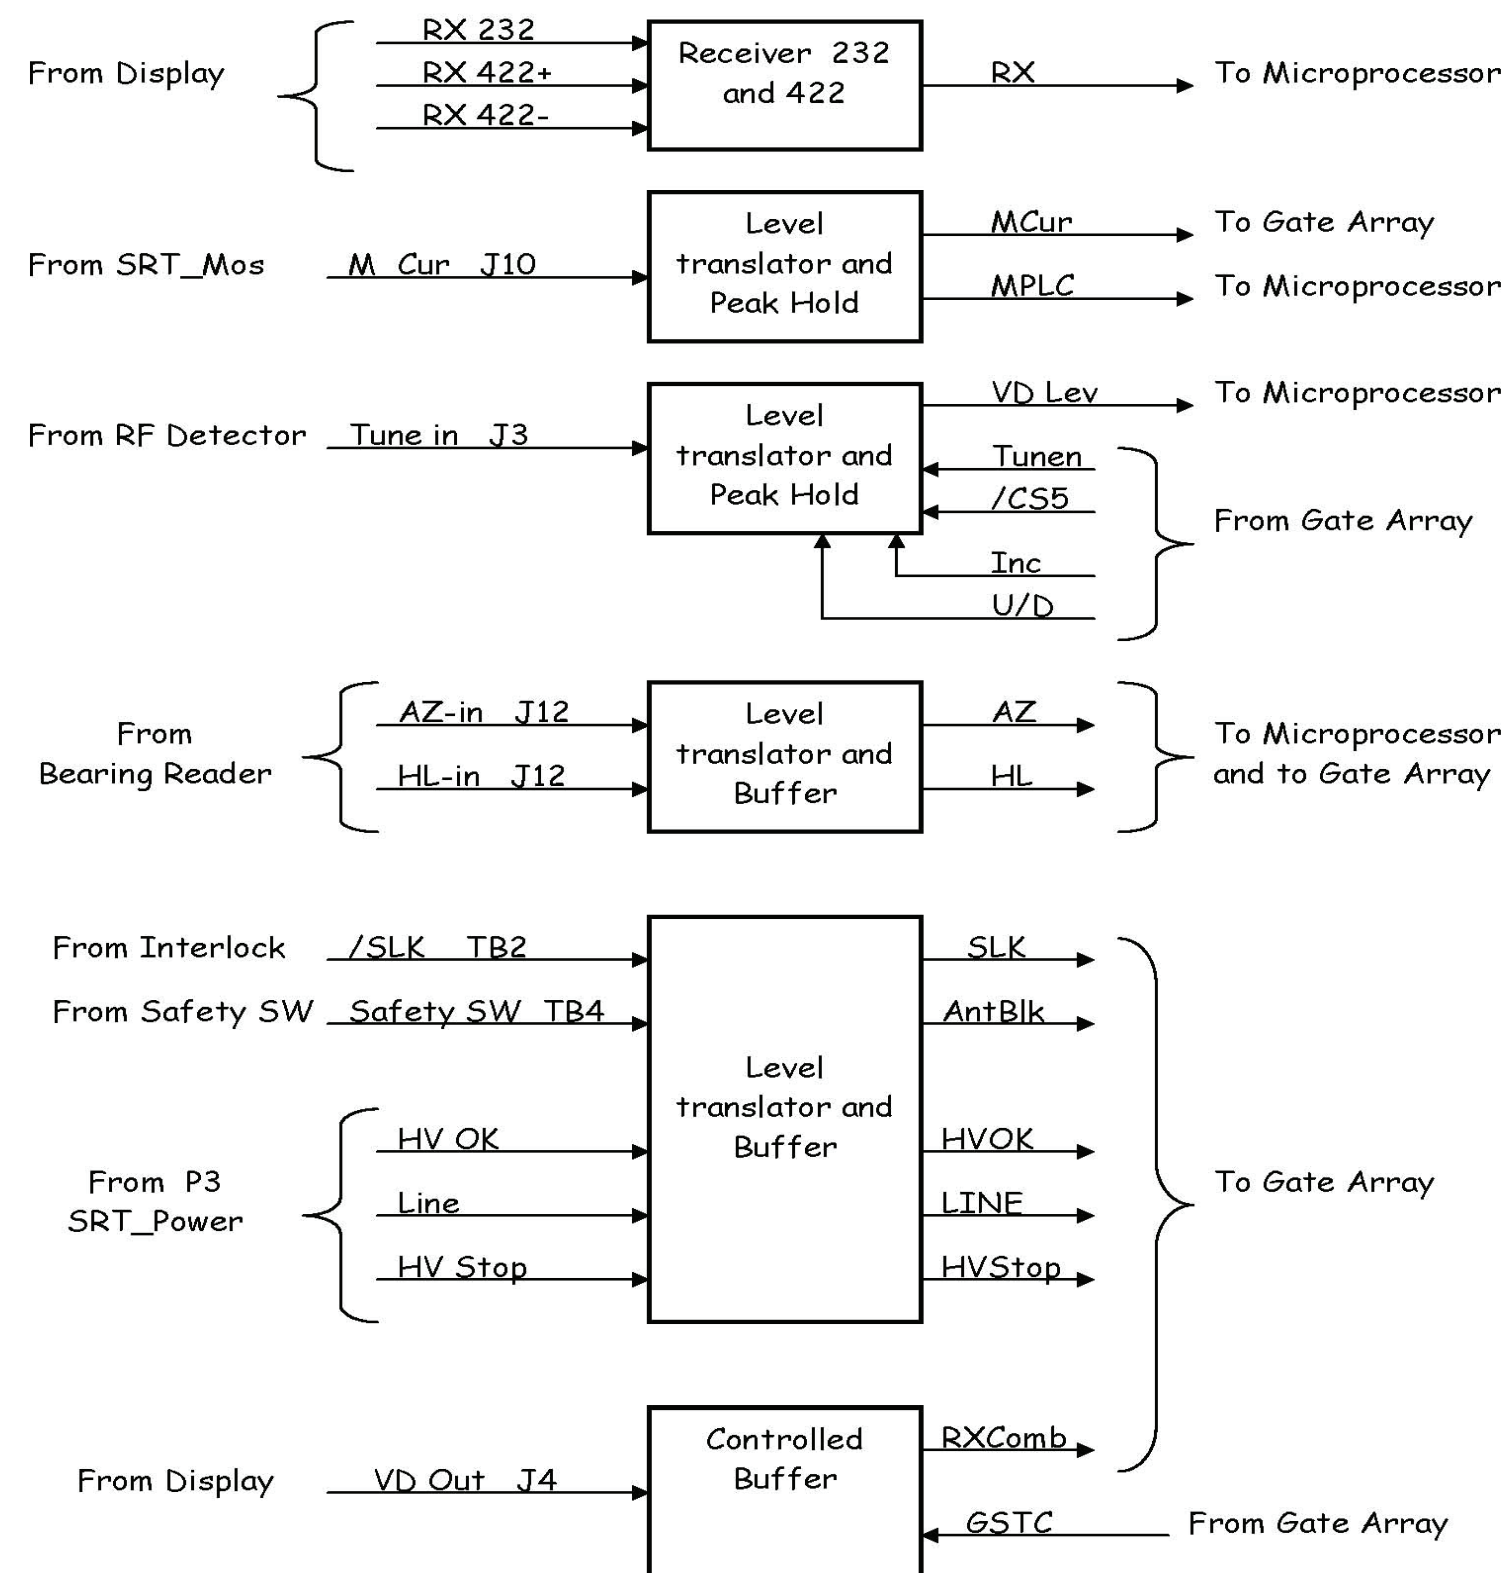 RX 232
From Display
RX 422+
RX 422-
Receiver 232
and 422
RX
To Microprocessor
From SRT_Mos
M Cur J10
Level
translator and
Peak Hold
MCur
To Gate Array
MPLC
To Microprocessor
From RF Detector
Tune in J3
Level
translator and
Peak Hold
VD Lev
To Microprocessor
Tunen
/CS5
Inc
U/D
From Gate Array
From
Bearing Reader
AZ-in J12
HL-in J12
Level
translator and
Buffer
AZ
HL
To Microprocessor
and to Gate Array
From Interlock
/SLK TB2
From Safety SW
Safety SW TB4
From P3
SRT_Power
HV OK
Line
HV Stop
Level
translator and
Buffer
SLK
AntBlk
HVOK
LINE
HVStop
To Gate Array
From Display
VD Out J4
Controlled
Buffer
RXComb
GSTC
From Gate Array